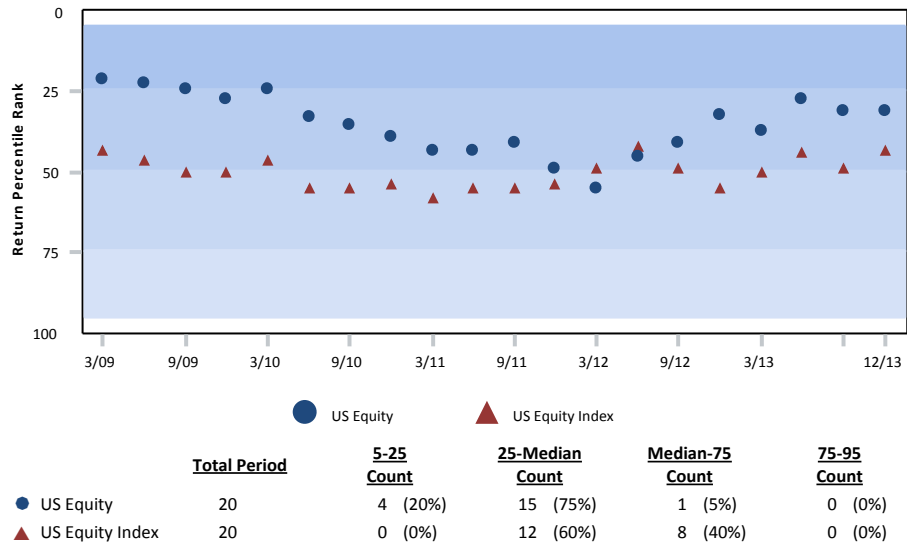 0
25
50
75
100
Return Percentile Rank
3/09 9/09 3/10 9/10 3/11 9/11 3/12 9/12 3/13 12/13
US Equity US Equity Index
Total Period 5-25 Count 25-Median Count Median-75 Count 75-95 Count
US Equity 20 4 (20%) 15 (75%) 1 (5%) 0 (0%)
US Equity Index 20 0 (0%) 12 (60%) 8 (40%) 0 (0%)